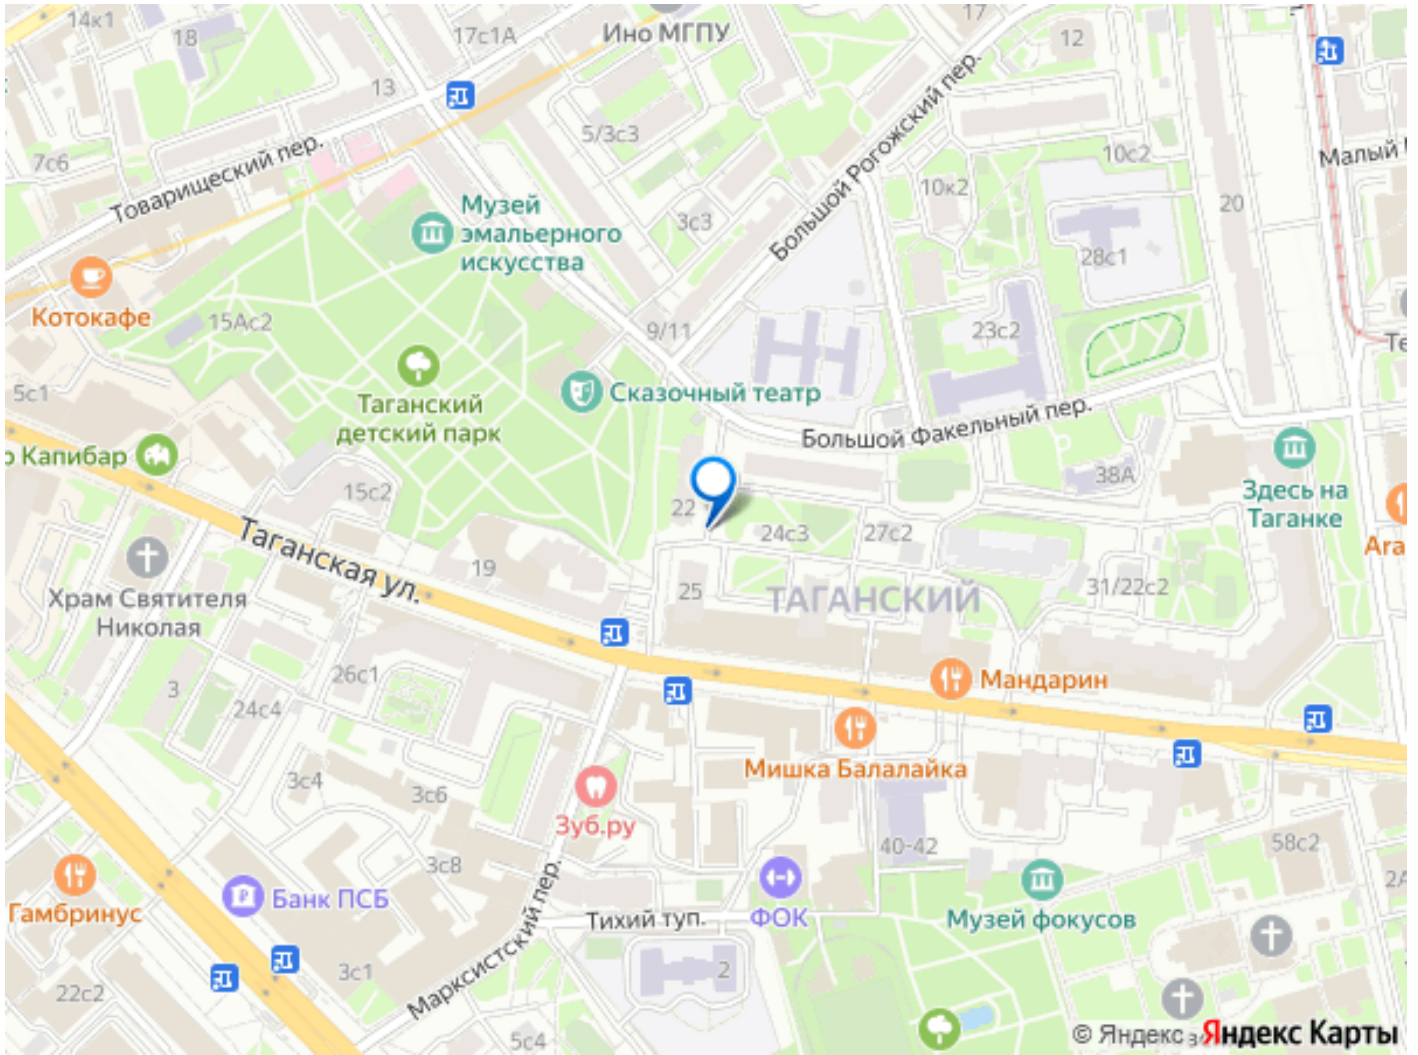 14к1
18
17с1А
Ино МГПУ
17
12
13
5/3с3
Большой Рогожский пер.
10с2
Малый
7с6
Товарищеский пер.
10к2
20
Музей
эмальерного
искусства
3с3
28с1
Котокафе
15Ас2
9/11
23с2
5с1
Таганский
детский парк
Сказочный театр
Большой Факельный пер.
о Капибар
15с2
38А
Здесь на
Таганке
22
24с3
27с2
Ara
Таганская ул.
19
25
ТАГАНСКИЙ
31/22с2
Храм Святителя
Николая
26с1
Мандарин
3
24с4
Мишка Балалайка
3с4
3с6
Зуб.ру
40-42
58с2
3с8
2А
Гамбринус
Банк ПСБ
Марксистский пер.
Тихий туп.
ФОК
Музей фокусов
3с1
2
22с2
5с4
© Яндекс
Яндекс Карты